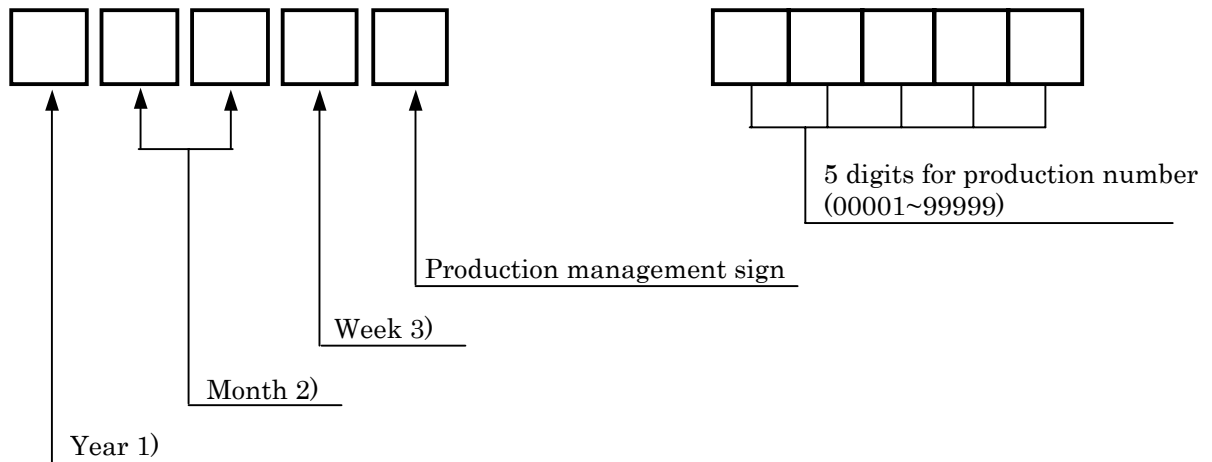 5 digits for production number
(00001~99999)
Production management sign
Week 3)
Month 2)
Year 1)